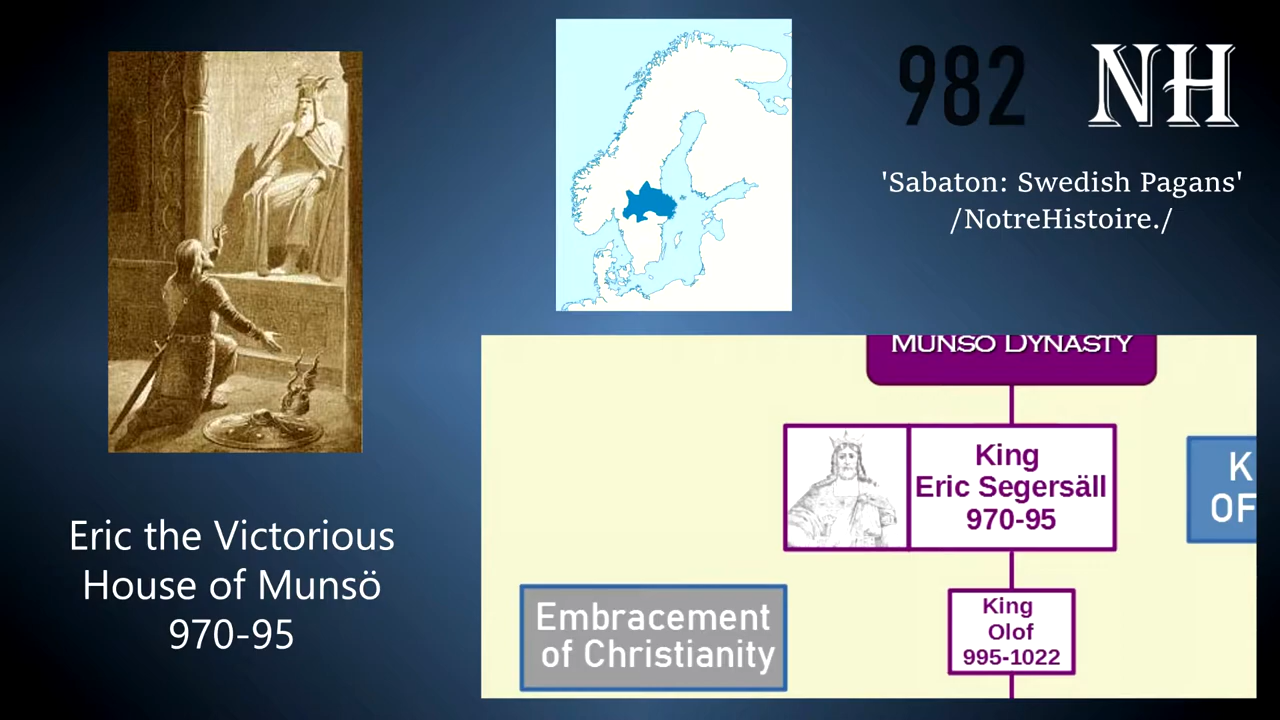 982
NH
'Sabaton: Swedish Pagans'
/NotreHistoire./
Eric the Victorious
House of Munsö
970-95
MUNSO DYNASTY
King
Eric Segersäll
970-95
K
OF
Embracement
of Christianity
King
Olof
995-1022